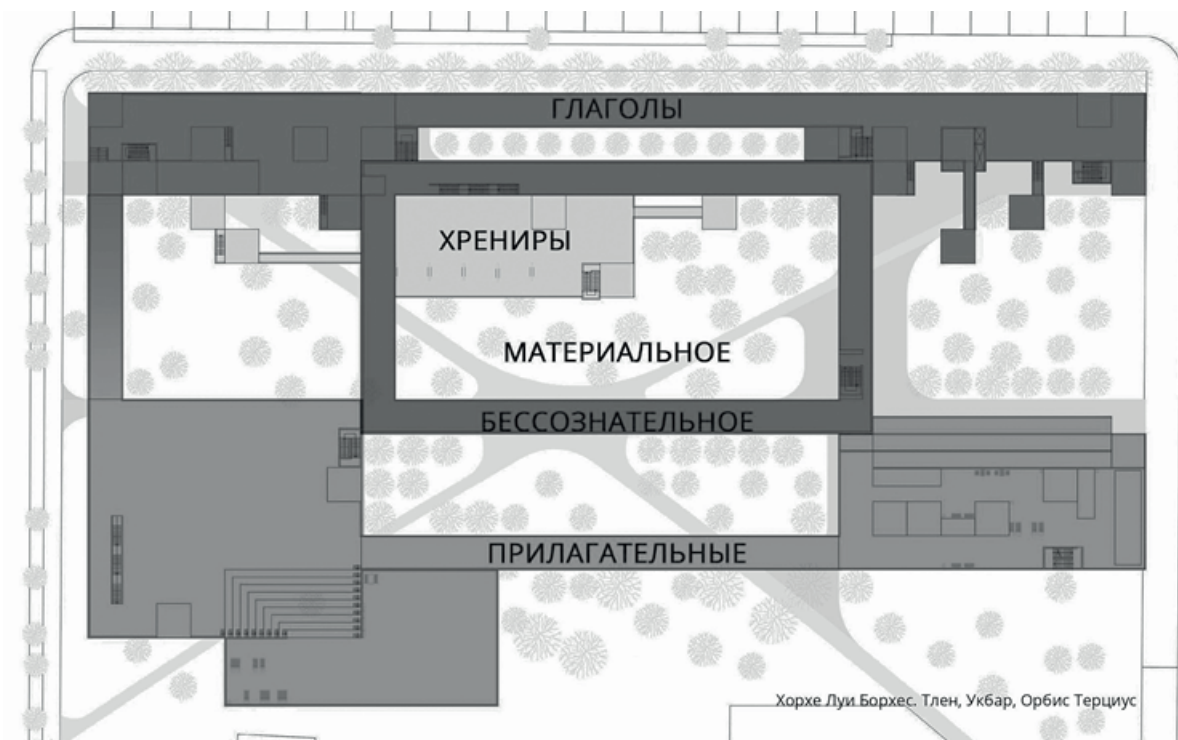 ГЛАГОЛЫ
ХРЕНИРЫ
МАТЕРИАЛЬНОЕ
БЕССОЗНАТЕЛЬНОЕ
ПРИЛАГАТЕЛЬНЫЕ
Хорхе Луи Борхес. Тлен, Укбар, Орбис Терциус